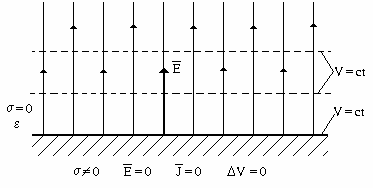 E̅
V = ct
σ = 0
ε
V = ct
σ ≠ 0 E̅ = 0 J̅ = 0 ΔV = 0